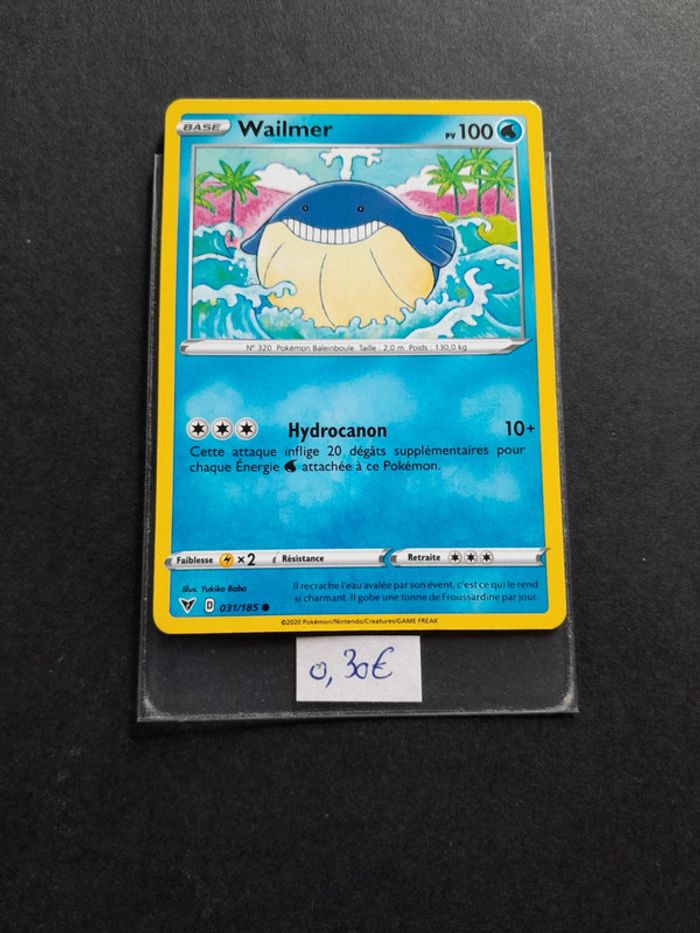 BASE Wailmer PV 100
N° 320 Pokémon Baleinboule Taille : 2,0 m Poids : 130,0 kg
Hydrocanon 10+
Cette attaque inflige 20 dégâts supplémentaires pour
chaque Énergie attachée à ce Pokémon.
Faiblesse ×2 Résistance Retraite
Illus. Yukiko Baba
Il recrache l'eau avalée par son évent, c'est ce qui le rend
si charmant. Il gobe une tonne de Froussardine par jour.
D 031/185
©2020 Pokémon/Nintendo/Creatures/GAME FREAK
0,30€